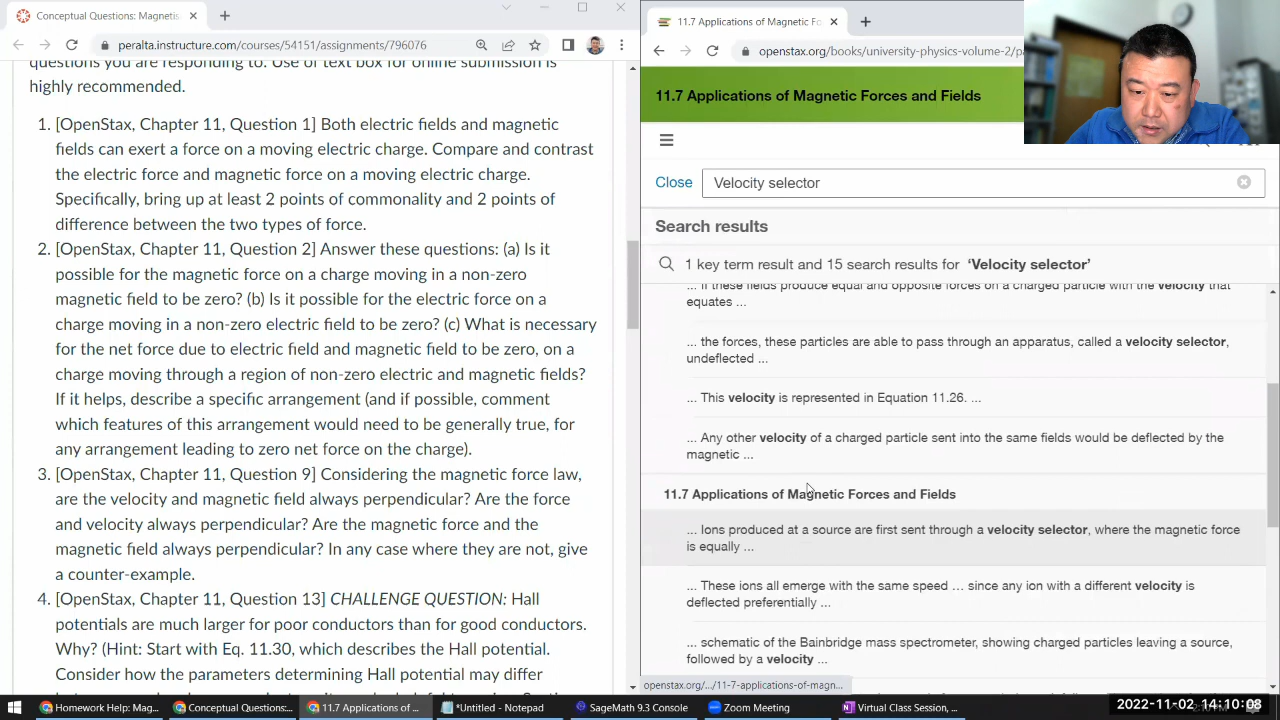 Conceptual Questions: Magnetis
peralta.instructure.com/courses/54151/assignments/796076
questions you are responding to. Use of text box for online submission is
highly recommended.
1. [OpenStax, Chapter 11, Question 1] Both electric fields and magnetic
fields can exert a force on a moving electric charge. Compare and contrast
the electric force and magnetic force on a moving electric charge.
Specifically, bring up at least 2 points of commonality and 2 points of
difference between the two types of force.
2. [OpenStax, Chapter 11, Question 2] Answer these questions: (a) Is it
possible for the magnetic force on a charge moving in a non-zero
magnetic field to be zero? (b) Is it possible for the electric force on a
charge moving in a non-zero electric field to be zero? (c) What is necessary
for the net force due to electric field and magnetic field to be zero, on a
charge moving through a region of non-zero electric and magnetic fields?
If it helps, describe a specific arrangement (and if possible, comment
which features of this arrangement would need to be generally true, for
any arrangement leading to zero net force on the charge).
3. [OpenStax, Chapter 11, Question 9] Considering the magnetic force law,
are the velocity and magnetic field always perpendicular? Are the force
and velocity always perpendicular? Are the magnetic force and the
magnetic field always perpendicular? In any case where they are not, give
a counter-example.
4. [OpenStax, Chapter 11, Question 13] CHALLENGE QUESTION: Hall
potentials are much larger for poor conductors than for good conductors.
Why? (Hint: Start with Eq. 11.30, which describes the Hall potential.
Consider how the parameters determining Hall potential may differ
11.7 Applications of Magnetic Fo
openstax.org/books/university-physics-volume-2/p
11.7 Applications of Magnetic Forces and Fields
Close Velocity selector
Search results
1 key term result and 15 search results for ‘Velocity selector’
... If these fields produce equal and opposite forces on a charged particle with the velocity that
equates ...
... the forces, these particles are able to pass through an apparatus, called a velocity selector,
undeflected ...
... This velocity is represented in Equation 11.26. ...
... Any other velocity of a charged particle sent into the same fields would be deflected by the
magnetic ...
11.7 Applications of Magnetic Forces and Fields
... Ions produced at a source are first sent through a velocity selector, where the magnetic force
is equally ...
... These ions all emerge with the same speed … since any ion with a different velocity is
deflected preferentially ...
... schematic of the Bainbridge mass spectrometer, showing charged particles leaving a source,
followed by a velocity ...
openstax.org/.../11-7-applications-of-magn...
Homework Help: Mag... Conceptual Questions:... 11.7 Applications of ... *Untitled - Notepad SageMath 9.3 Console Zoom Meeting Virtual Class Session, ...
2022-11-02 14:10:08